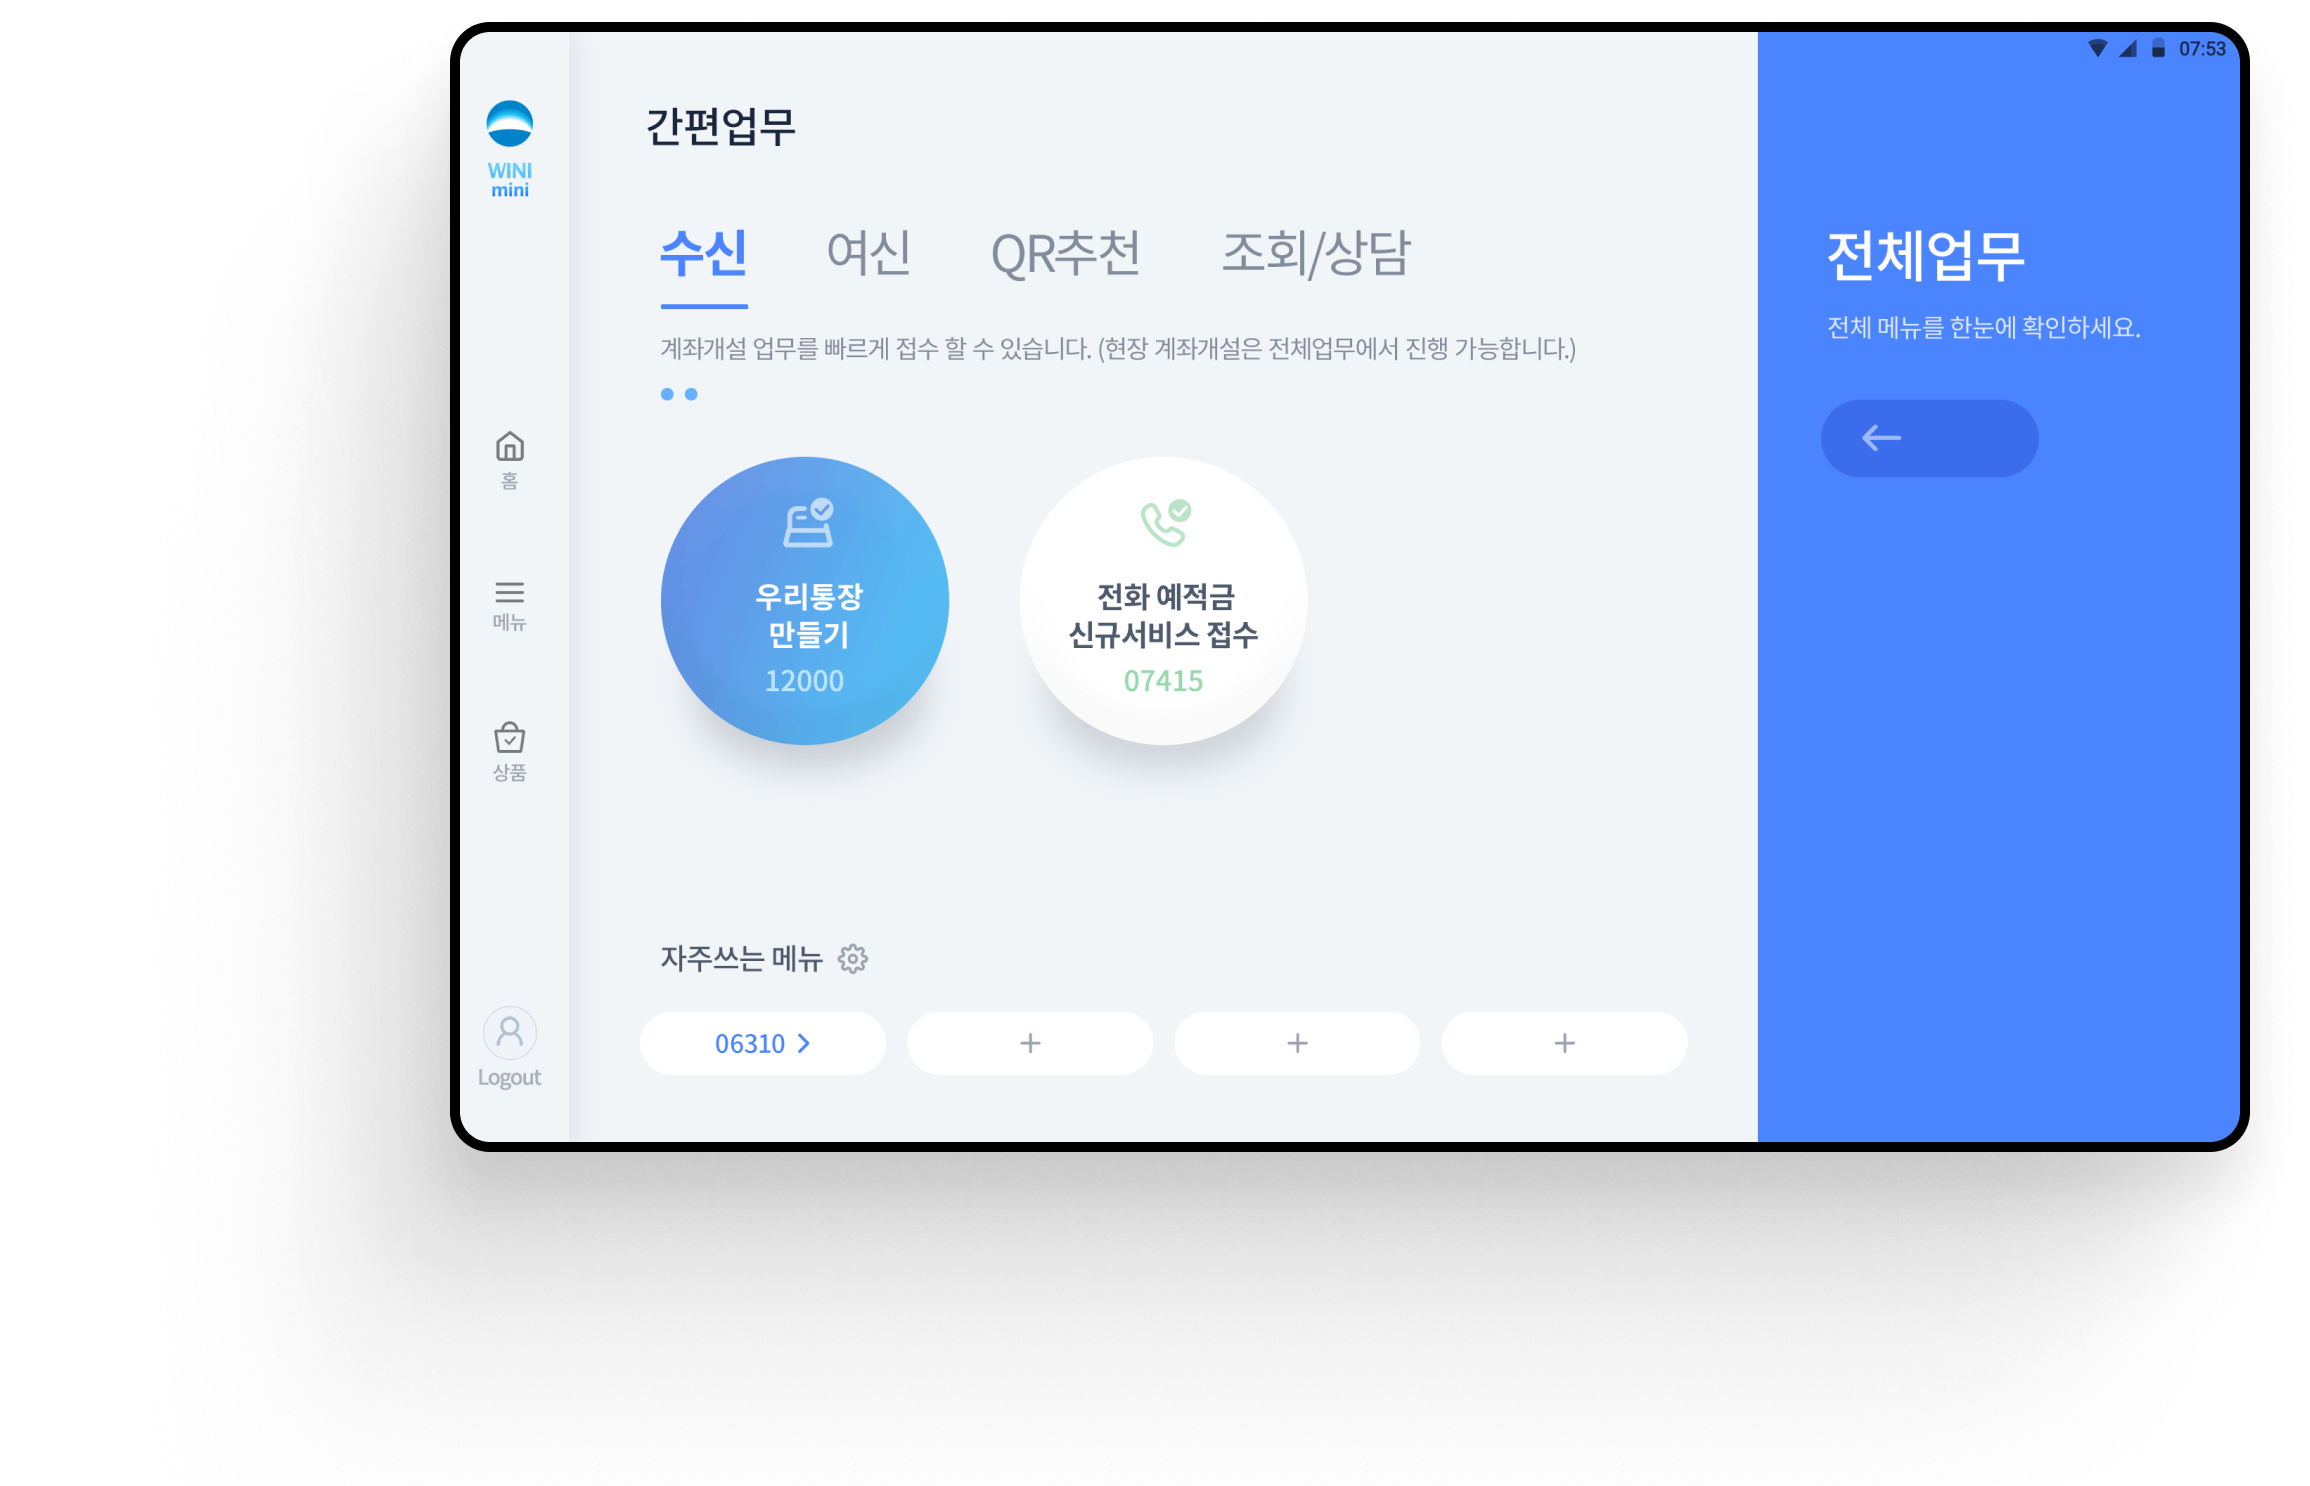 07:53
WINI
mini
홈
메뉴
상품
Logout
간편업무
수신
여신
QR추천
조회/상담
계좌개설 업무를 빠르게 접수 할 수 있습니다. (현장 계좌개설은 전체업무에서 진행 가능합니다.)
우리통장
만들기
12000
전화 예적금
신규서비스 접수
07415
자주쓰는 메뉴
06310
전체업무
전체 메뉴를 한눈에 확인하세요.